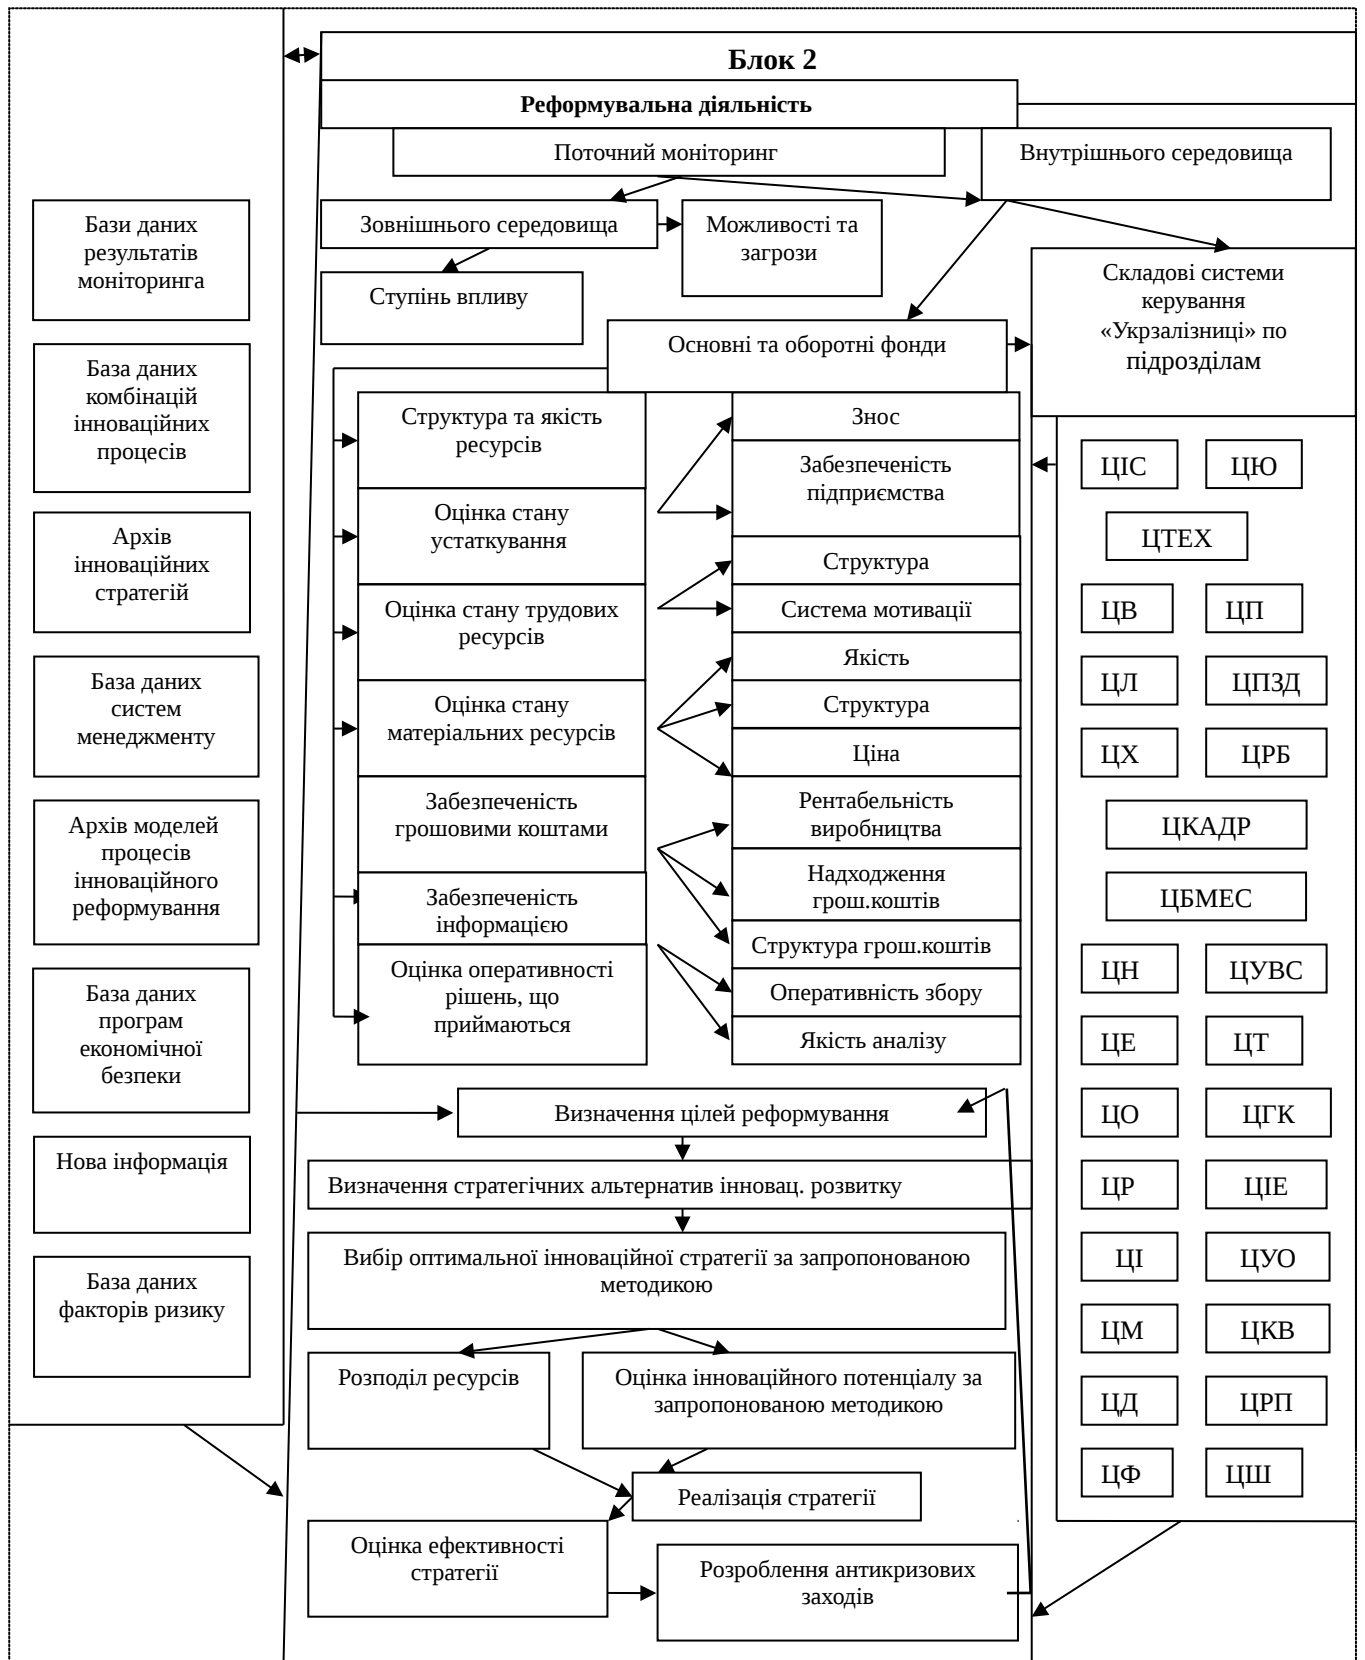 Блок 2
Реформувальна діяльність
Поточний моніторинг
Внутрішнього середовища
Зовнішнього середовища
Можливості та
загрози
Ступінь впливу
Складові системи
керування
«Укрзалізниці» по
підрозділам
Основні та оборотні фонди
Бази даних
результатів
моніторинга
База даних
комбінацій
інноваційних
процесів
Архів
інноваційних
стратегій
База даних
систем
менеджменту
Архів моделей
процесів
інноваційного
реформування
База даних
програм
економічної
безпеки
Нова інформація
База даних
факторів ризику
Структура та якість
ресурсів
Оцінка стану
устаткування
Оцінка стану трудових
ресурсів
Оцінка стану
матеріальних ресурсів
Забезпеченість
грошовими коштами
Забезпеченість
інформацією
Оцінка оперативності
рішень, що
приймаються
Знос
Забезпеченість
підприємства
Структура
Система мотивації
Якість
Структура
Ціна
Рентабельність
виробництва
Надходження
грош.коштів
Структура грош.коштів
Оперативність збору
Якість аналізу
ЦІС ЦЮ
ЦТЕХ
ЦВ ЦП
ЦЛ ЦПЗД
ЦХ ЦРБ
ЦКАДР
ЦБМЕС
ЦН ЦУВС
ЦЕ ЦТ
ЦО ЦГК
ЦР ЦІЕ
ЦІ ЦУО
ЦМ ЦКВ
ЦД ЦРП
ЦФ ЦШ
Визначення цілей реформування
Визначення стратегічних альтернатив інновац. розвитку
Вибір оптимальної інноваційної стратегії за запропонованою
методикою
Розподіл ресурсів
Оцінка інноваційного потенціалу за
запропонованою методикою
Реалізація стратегії
Оцінка ефективності
стратегії
Розроблення антикризових
заходів